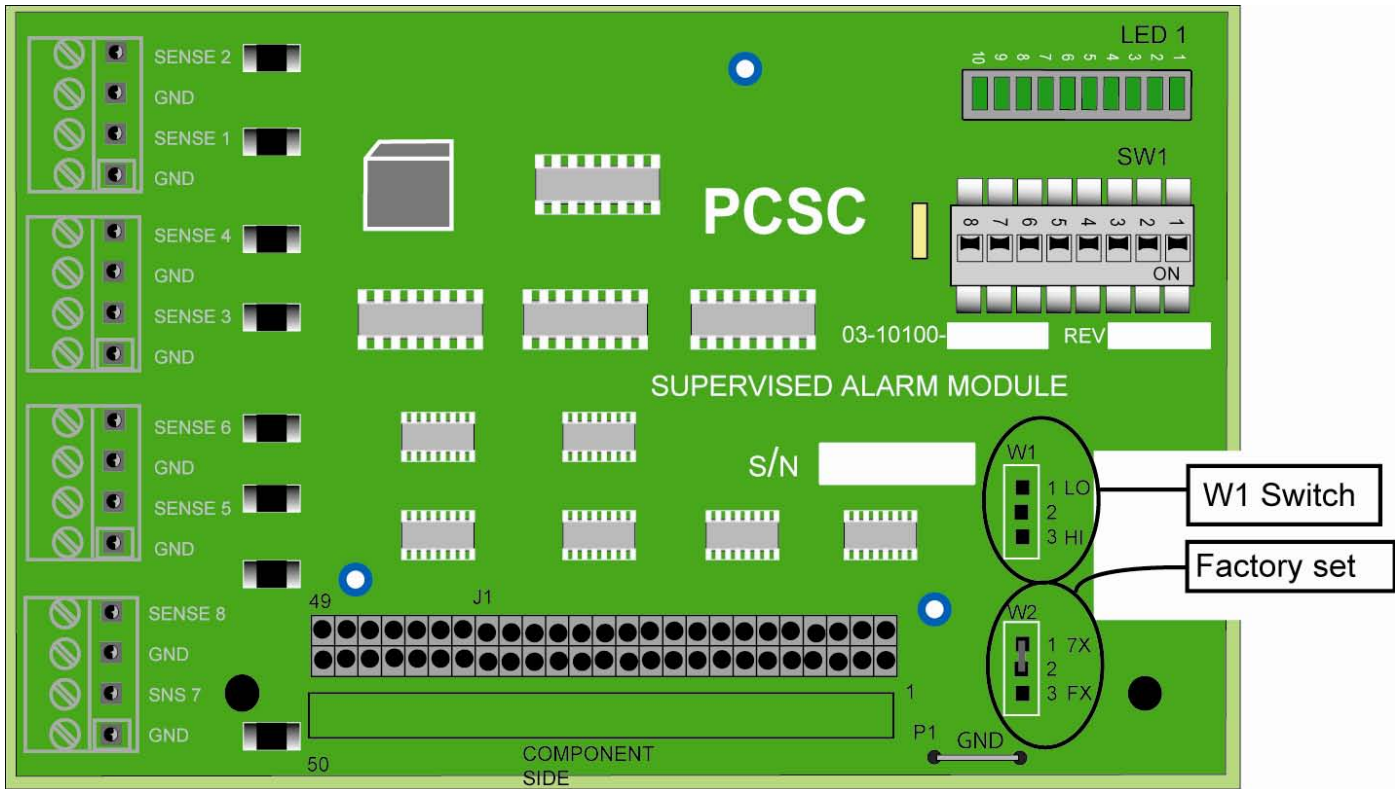 SENSE 2
GND
SENSE 1
GND
SENSE 4
GND
SENSE 3
GND
SENSE 6
GND
SENSE 5
GND
SENSE 8
GND
SNS 7
GND
LED 1
10 9 8 7 6 5 4 3 2 1
SW1
8 7 6 5 4 3 2 1
ON
PCSC
03-10100- REV
SUPERVISED ALARM MODULE
S/N
W1
1 LO
2
3 HI
W1 Switch
Factory set
W2
1 7X
2
3 FX
49 J1
1
50
COMPONENT
SIDE
P1 GND